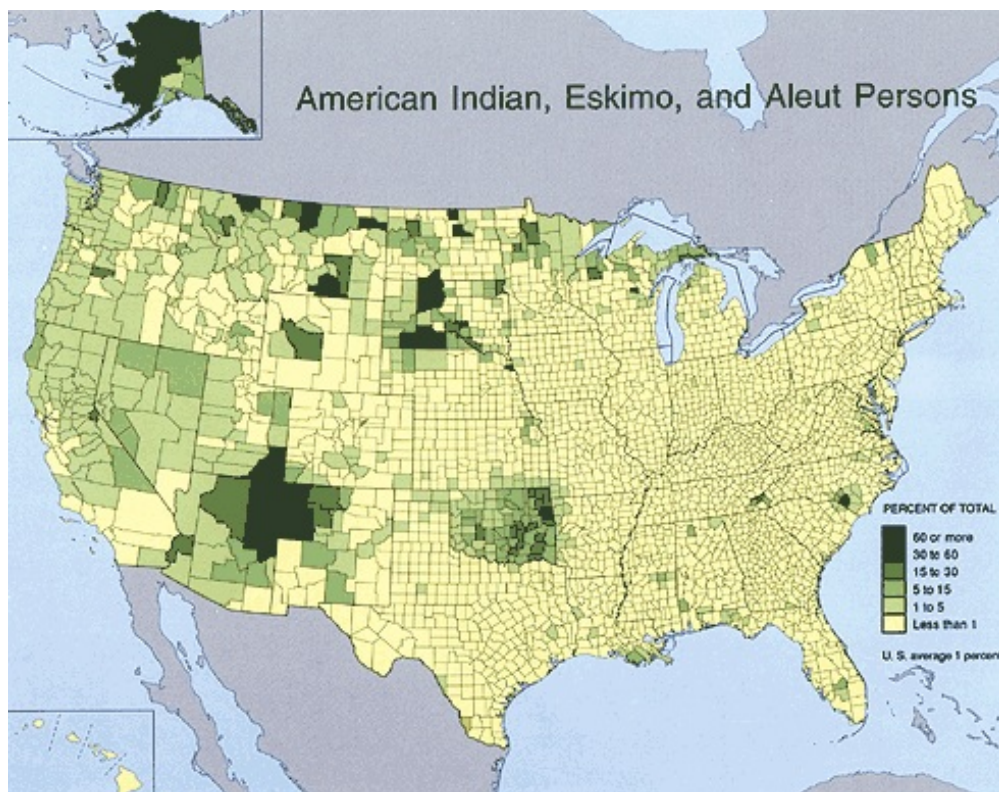 American Indian, Eskimo, and Aleut Persons
PERCENT OF TOTAL
60 or more
30 to 60
15 to 30
5 to 15
1 to 5
Less than 1
U. S. average 1 percent